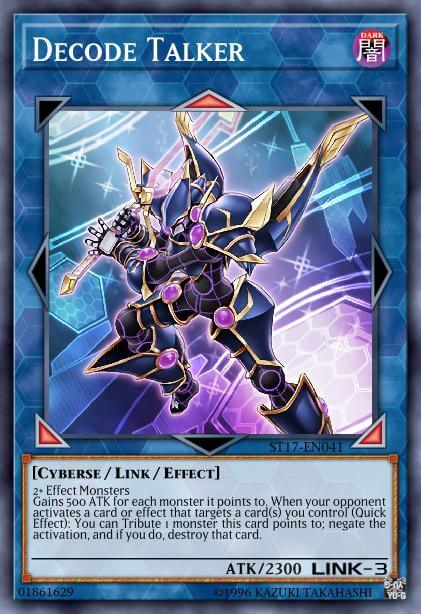 DECODE TALKER
DARK
闇
ST17-EN041
[CYBERSE / LINK / EFFECT]
2+ Effect Monsters
Gains 500 ATK for each monster it points to. When your opponent
activates a card or effect that targets a card(s) you control (Quick
Effect): You can Tribute 1 monster this card points to; negate the
activation, and if you do, destroy that card.
ATK/2300 LINK-3
01861629 ©1996 KAZUKI TAKAHASHI